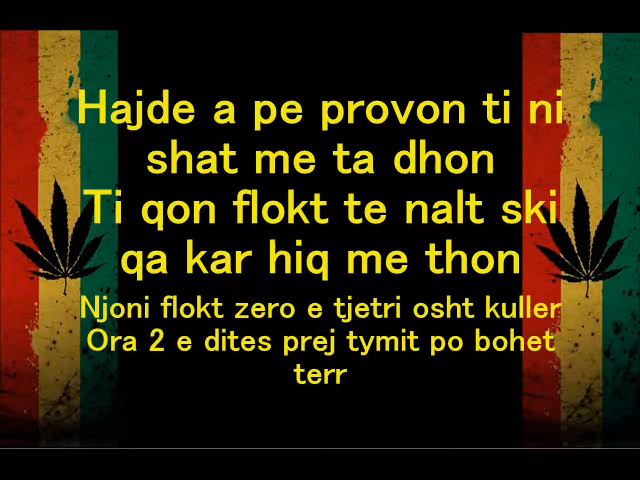 Hajde a pe provon ti ni
shat me ta dhon
Ti qon flokt te nalt ski
qa kar hiq me thon
Njoni flokt zero e tjetri osht kuller
Ora 2 e dites prej tymit po bohet
terr